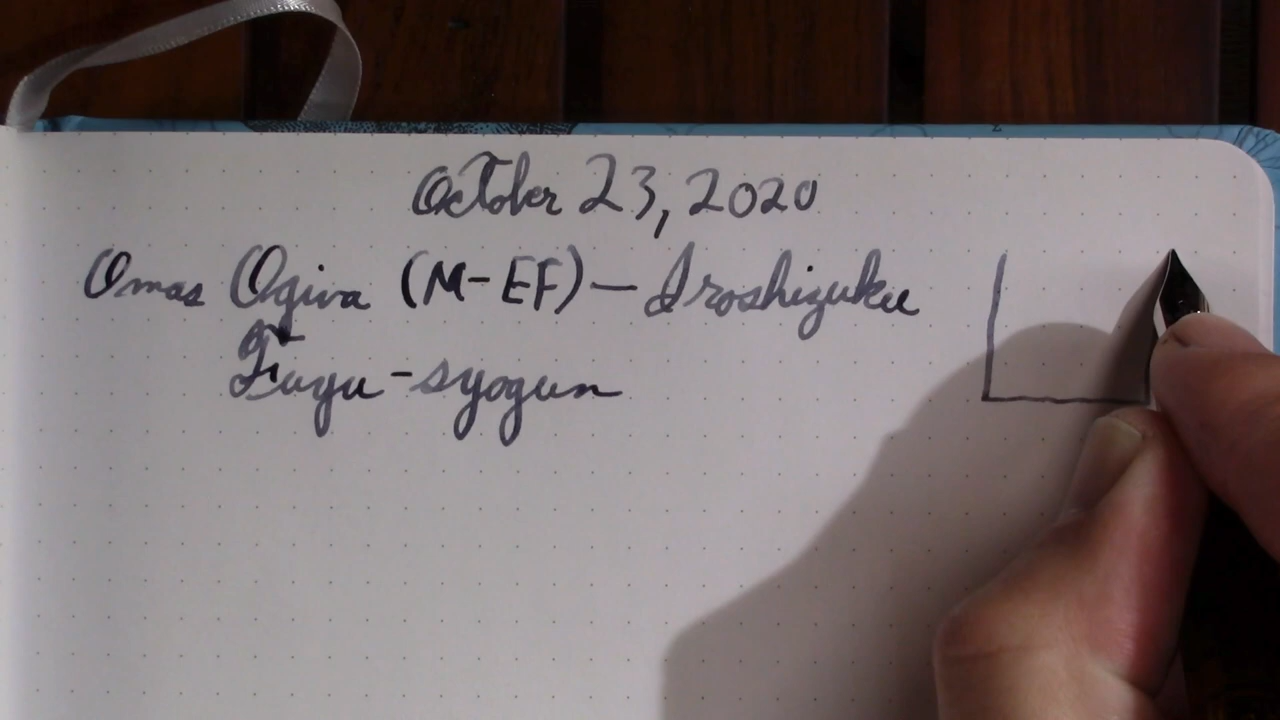 October 23, 2020
Omas Ogiva (M-EF) – Iroshizuku
Fuyu-syogun